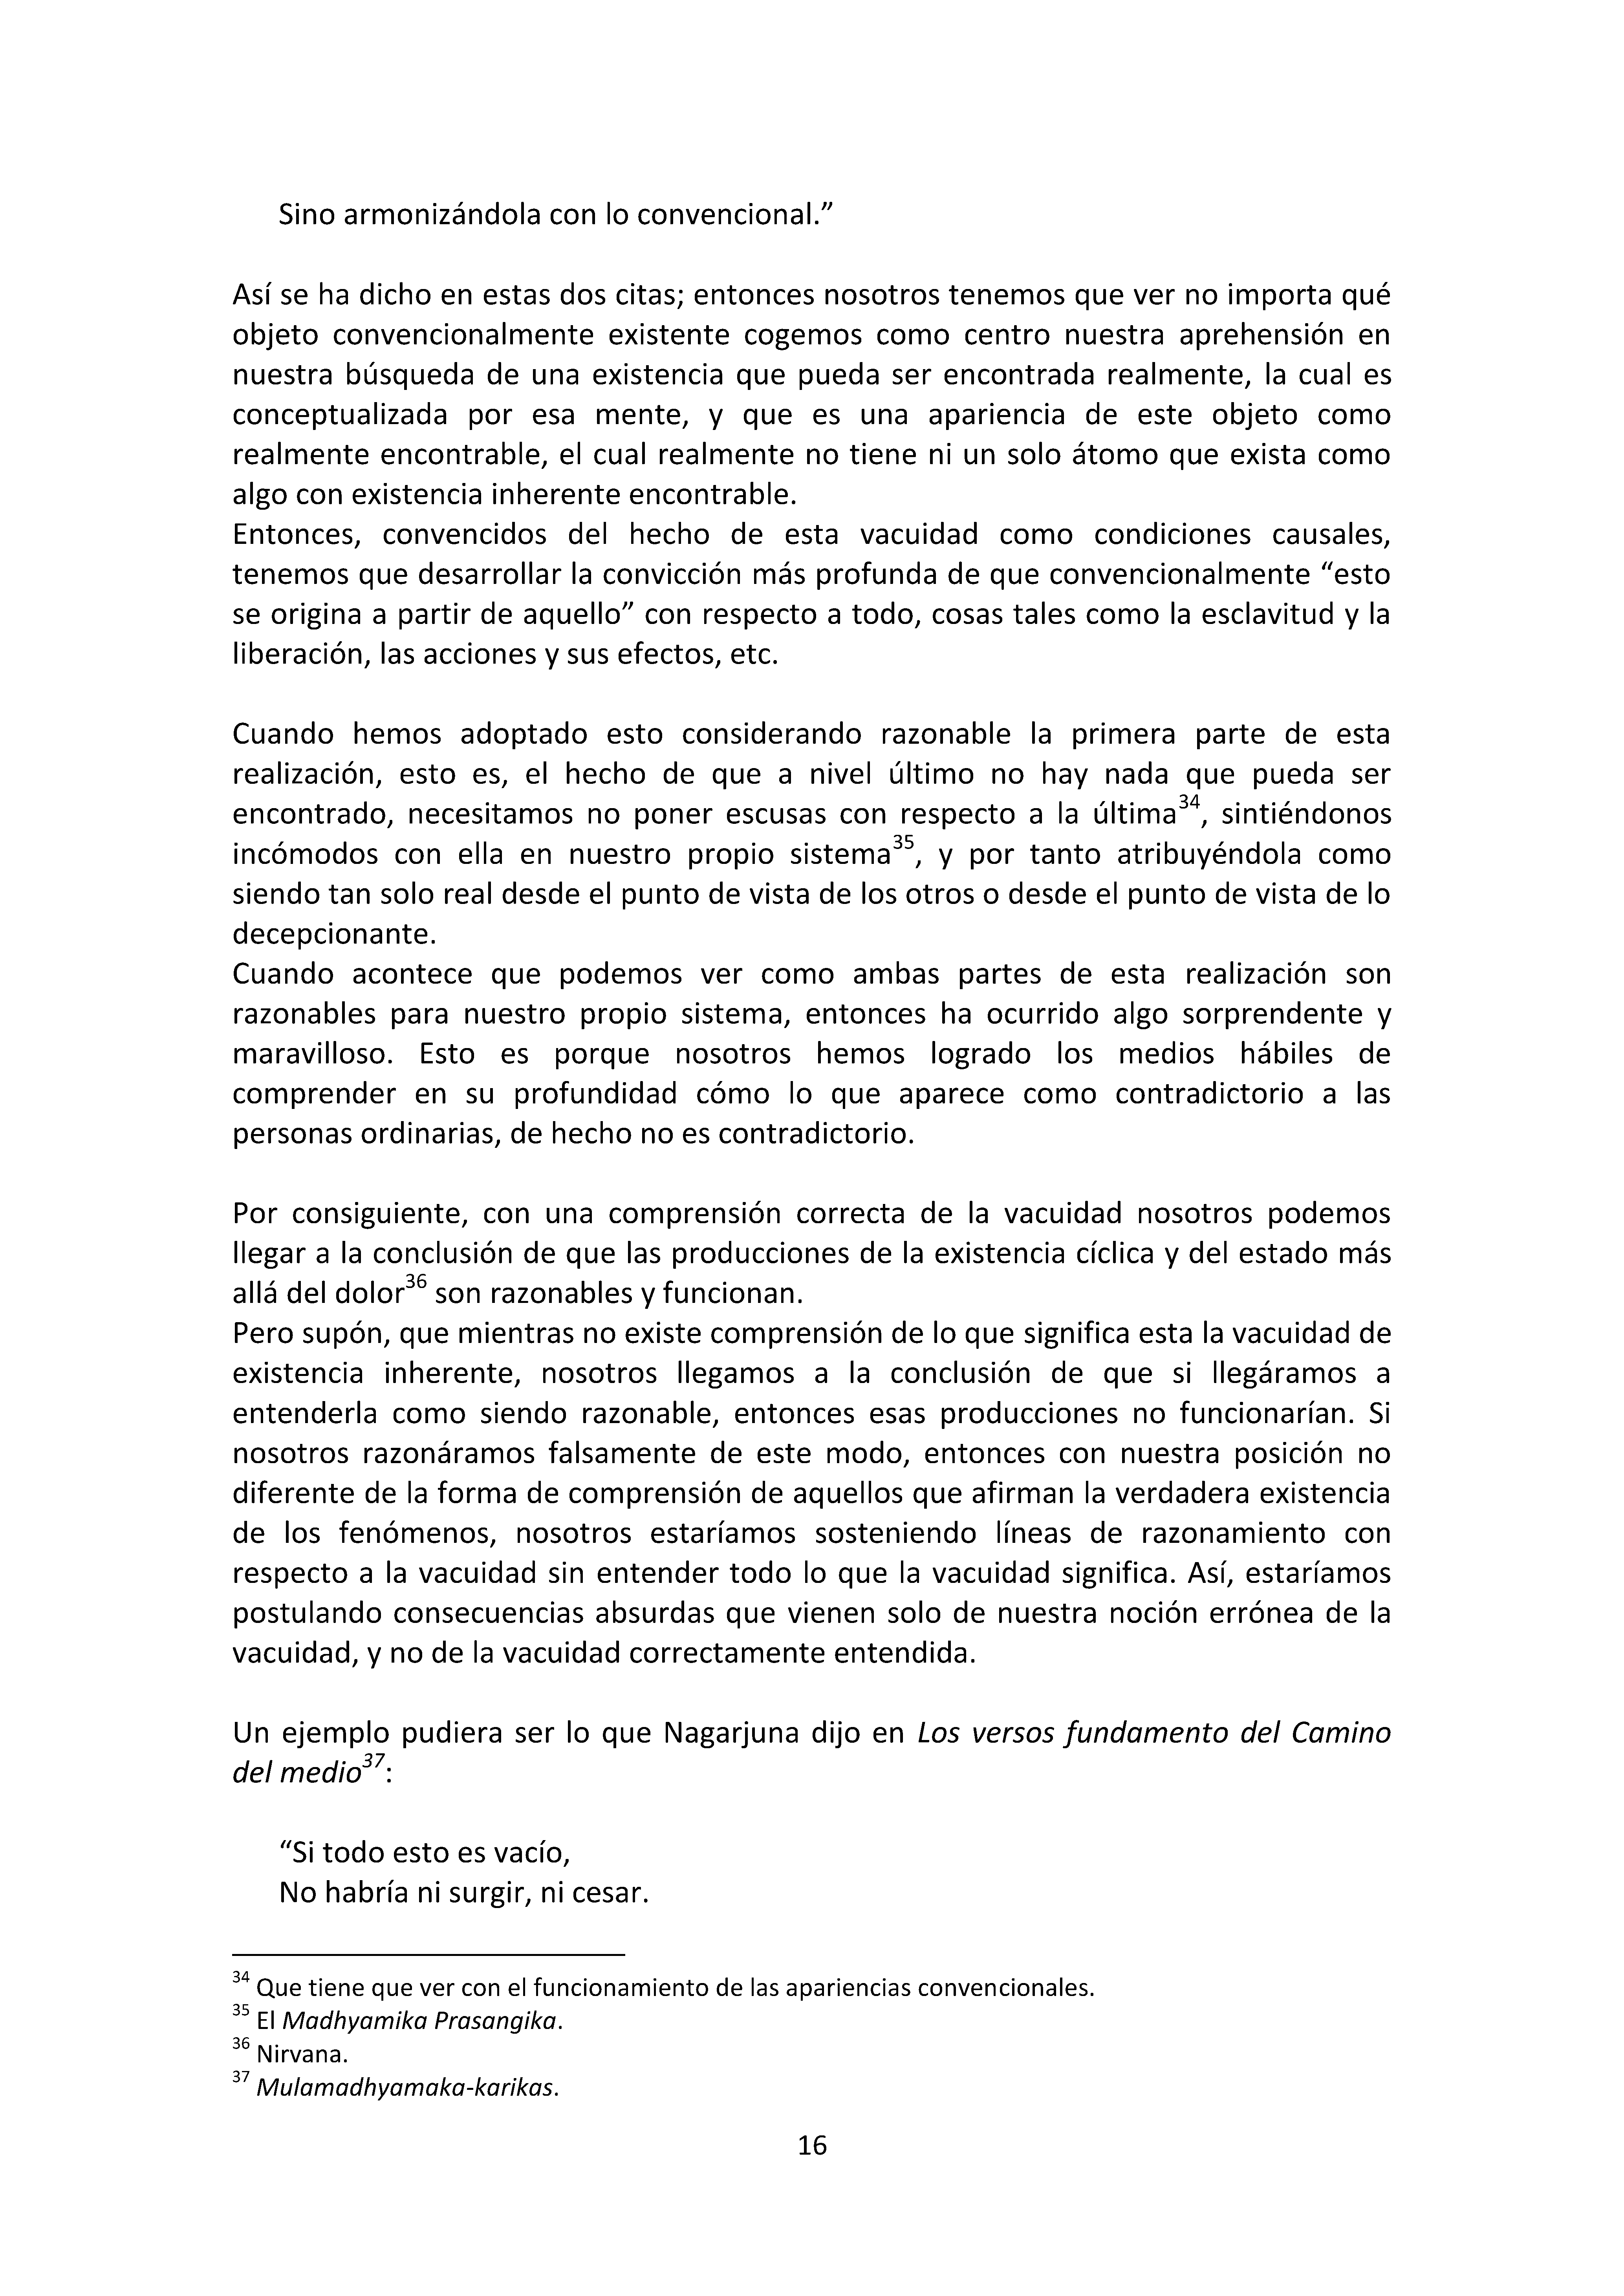 Sino armonizándola con lo convencional.”
Así se ha dicho en estas dos citas; entonces nosotros tenemos que ver no importa qué
objeto convencionalmente existente cogemos como centro nuestra aprehensión en
nuestra búsqueda de una existencia que pueda ser encontrada realmente, la cual es
conceptualizada por esa mente, y que es una apariencia de este objeto como
realmente encontrable, el cual realmente no tiene ni un solo átomo que exista como
algo con existencia inherente encontrable.
Entonces, convencidos del hecho de esta vacuidad como condiciones causales,
tenemos que desarrollar la convicción más profunda de que convencionalmente “esto
se origina a partir de aquello” con respecto a todo, cosas tales como la esclavitud y la
liberación, las acciones y sus efectos, etc.
Cuando hemos adoptado esto considerando razonable la primera parte de esta
realización, esto es, el hecho de que a nivel último no hay nada que pueda ser
encontrado, necesitamos no poner escusas con respecto a la última34, sintiéndonos
incómodos con ella en nuestro propio sistema35, y por tanto atribuyéndola como
siendo tan solo real desde el punto de vista de los otros o desde el punto de vista de lo
decepcionante.
Cuando acontece que podemos ver como ambas partes de esta realización son
razonables para nuestro propio sistema, entonces ha ocurrido algo sorprendente y
maravilloso. Esto es porque nosotros hemos logrado los medios hábiles de
comprender en su profundidad cómo lo que aparece como contradictorio a las
personas ordinarias, de hecho no es contradictorio.
Por consiguiente, con una comprensión correcta de la vacuidad nosotros podemos
llegar a la conclusión de que las producciones de la existencia cíclica y del estado más
allá del dolor36 son razonables y funcionan.
Pero supón, que mientras no existe comprensión de lo que significa esta la vacuidad de
existencia inherente, nosotros llegamos a la conclusión de que si llegáramos a
entenderla como siendo razonable, entonces esas producciones no funcionarían. Si
nosotros razonáramos falsamente de este modo, entonces con nuestra posición no
diferente de la forma de comprensión de aquellos que afirman la verdadera existencia
de los fenómenos, nosotros estaríamos sosteniendo líneas de razonamiento con
respecto a la vacuidad sin entender todo lo que la vacuidad significa. Así, estaríamos
postulando consecuencias absurdas que vienen solo de nuestra noción errónea de la
vacuidad, y no de la vacuidad correctamente entendida.
Un ejemplo pudiera ser lo que Nagarjuna dijo en Los versos fundamento del Camino
del medio37:
“Si todo esto es vacío,
No habría ni surgir, ni cesar.
34 Que tiene que ver con el funcionamiento de las apariencias convencionales.
35 El Madhyamika Prasangika.
36 Nirvana.
37 Mulamadhyamaka-karikas.
16